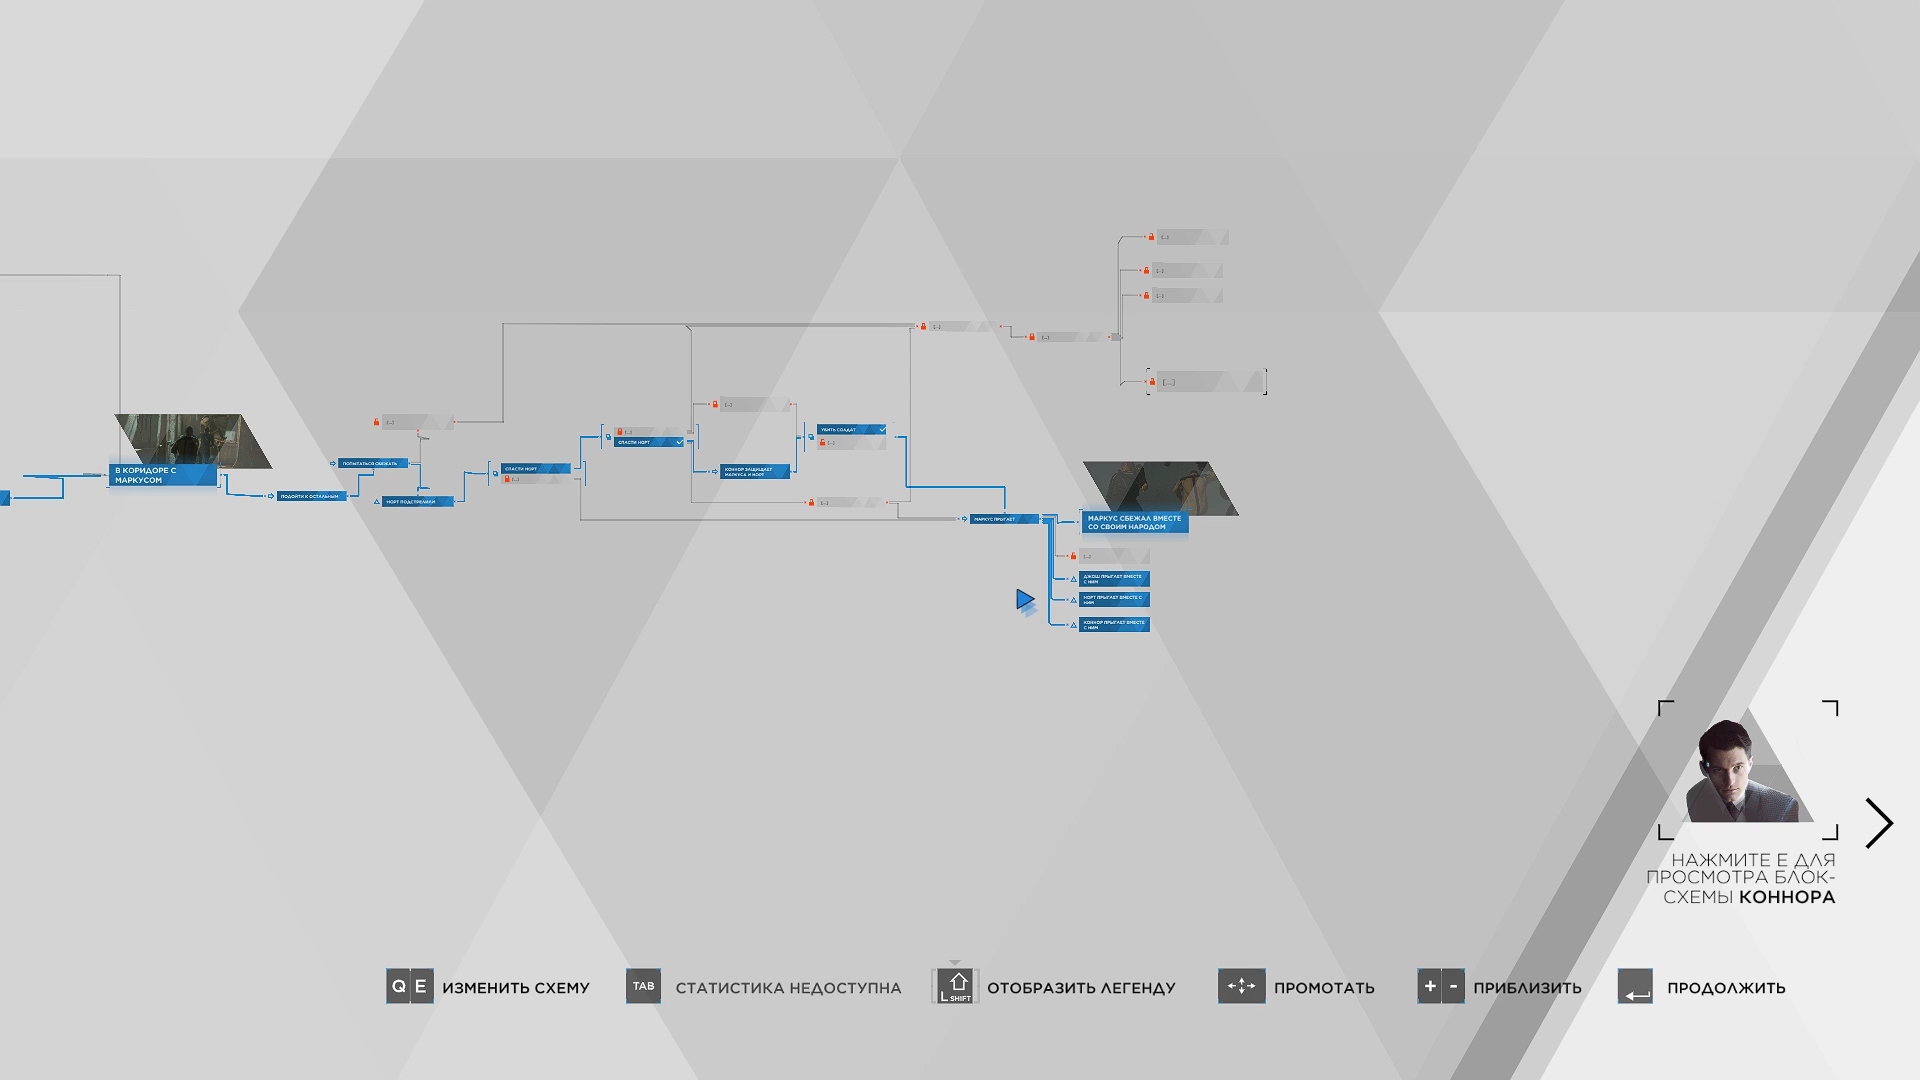 [...]
[...]
[...]
[...]
[...]
[.....]
[...]
[...]
[...]
УБИТЬ СОЛДАТ
[...]
СПАСТИ НОРТ
В КОРИДОРЕ С
МАРКУСОМ
ПОПЫТАТЬСЯ СБЕЖАТЬ
СПАСТИ НОРТ
[...]
КОННОР ЗАЩИЩАЕТ
МАРКУСА И НОРТ
ПОДОЙТИ К ОСТАЛЬНЫМ
НОРТ ПОДСТРЕЛИЛИ
[...]
МАРКУС ПРЫГАЕТ
МАРКУС СБЕЖАЛ ВМЕСТЕ
СО СВОИМ НАРОДОМ
[...]
ДЖОШ ПРЫГАЕТ ВМЕСТЕ
С НИМ
НОРТ ПРЫГАЕТ ВМЕСТЕ С
НИМ
КОННОР ПРЫГАЕТ ВМЕСТЕ
С НИМ
НАЖМИТЕ E ДЛЯ
ПРОСМОТРА БЛОК-
СХЕМЫ КОННОРА
Q E ИЗМЕНИТЬ СХЕМУ
TAB СТАТИСТИКА НЕДОСТУПНА
L SHIFT ОТОБРАЗИТЬ ЛЕГЕНДУ
ПРОМОТАТЬ
+ - ПРИБЛИЗИТЬ
ПРОДОЛЖИТЬ